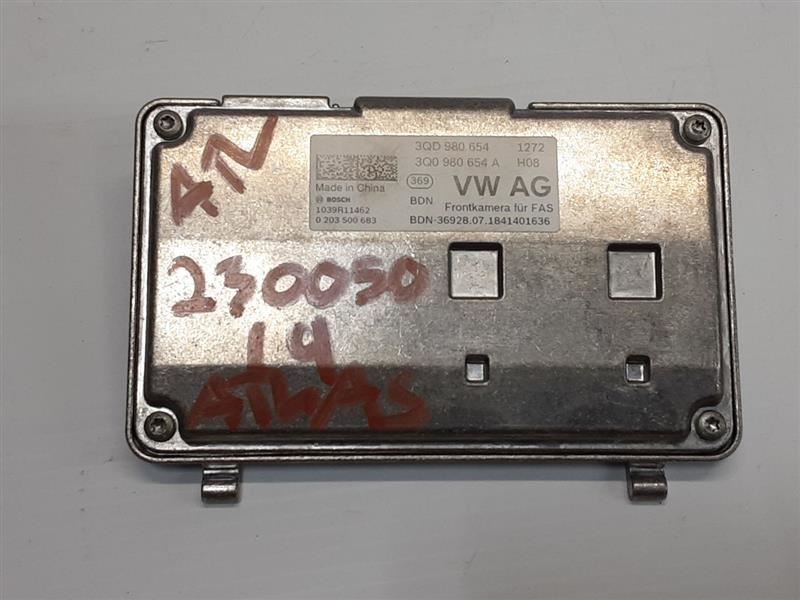 3QD 980 654 1272
3Q0 980 654 A H08
Made in China 369 VW AG
BOSCH BDN Frontkamera für FAS
1039R11462
0 203 500 683 BDN-36928.07.1841401636
ATL
230050
19
ATLAS